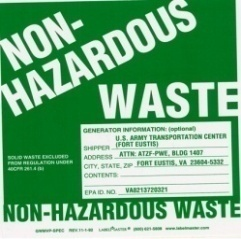 NON-
HAZARDOUS
WASTE
GENERATOR INFORMATION: (optional)
U.S. ARMY TRANSPORTATION CENTER
SHIPPER (FORT EUSTIS)
ADDRESS ATTN: ATZF-PWE, BLDG 1407
CITY, STATE, ZIP FORT EUSTIS, VA 23604-5332
CONTENTS:
EPA ID NO. VA0213720321
SOLID WASTE EXCLUDED
FROM REGULATION UNDER
40CFR 261.4 (b)
NON-HAZARDOUS WASTE